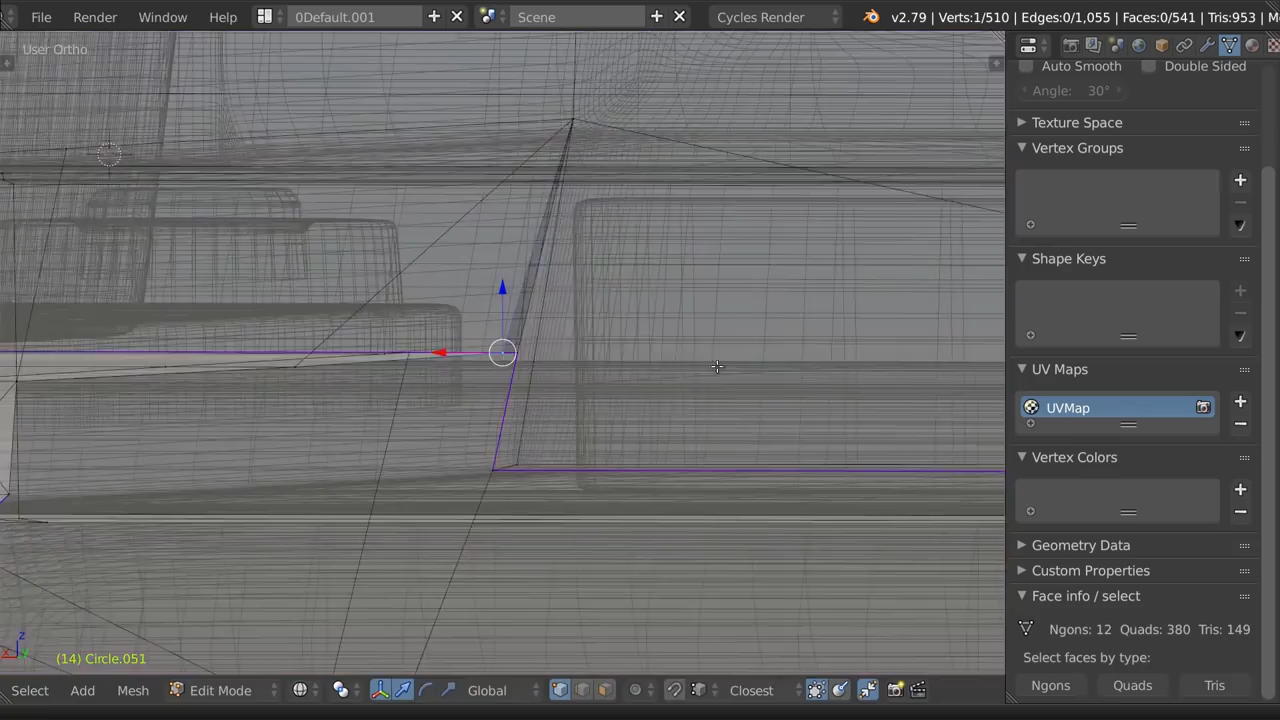 File Render Window Help 0Default.001 Scene Cycles Render v2.79 | Verts:1/510 | Edges:0/1,055 | Faces:0/541 | Tris:953 |
User Ortho
Auto Smooth Double Sided
Angle: 30°
Texture Space
Vertex Groups
Shape Keys
UV Maps
UVMap
Vertex Colors
Geometry Data
Custom Properties
Face info / select
Ngons: 12 Quads: 380 Tris: 149
Select faces by type:
Ngons Quads Tris
z
x y
(14) Circle.051
Select Add Mesh Edit Mode Global Closest